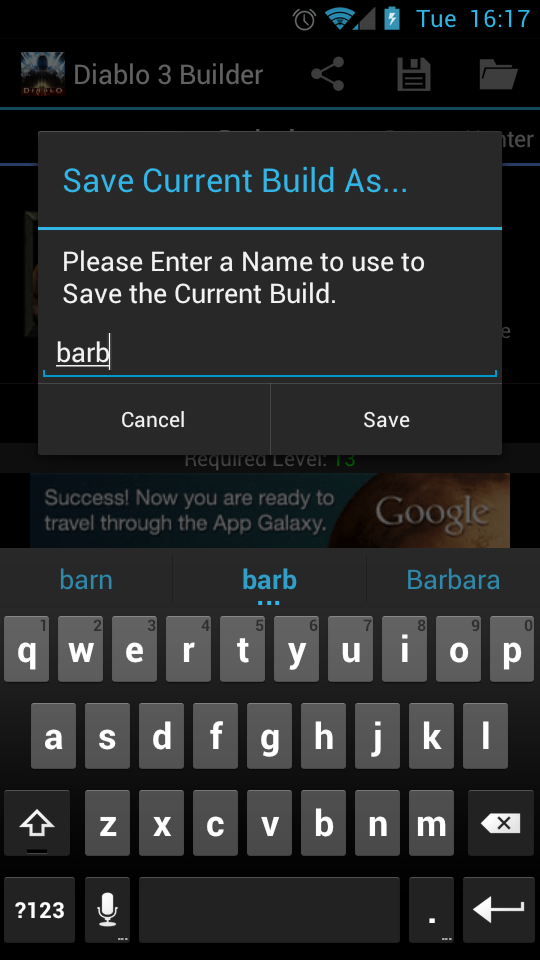 Tue 16:17
DIABLO
Diablo 3 Builder
Save Current Build As...
Please Enter a Name to use to
Save the Current Build.
barb
Cancel Save
Required Level: 13
Success! Now you are ready to
travel through the App Galaxy.
Google
barn barb Barbara
1 2 3 4 5 6 7 8 9 0
q w e r t y u i o p
a s d f g h j k l
z x c v b n m
?123 .